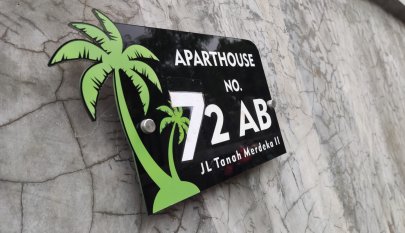 APARTHOUSE
NO.
72 AB
JL Tanah Merdeka II